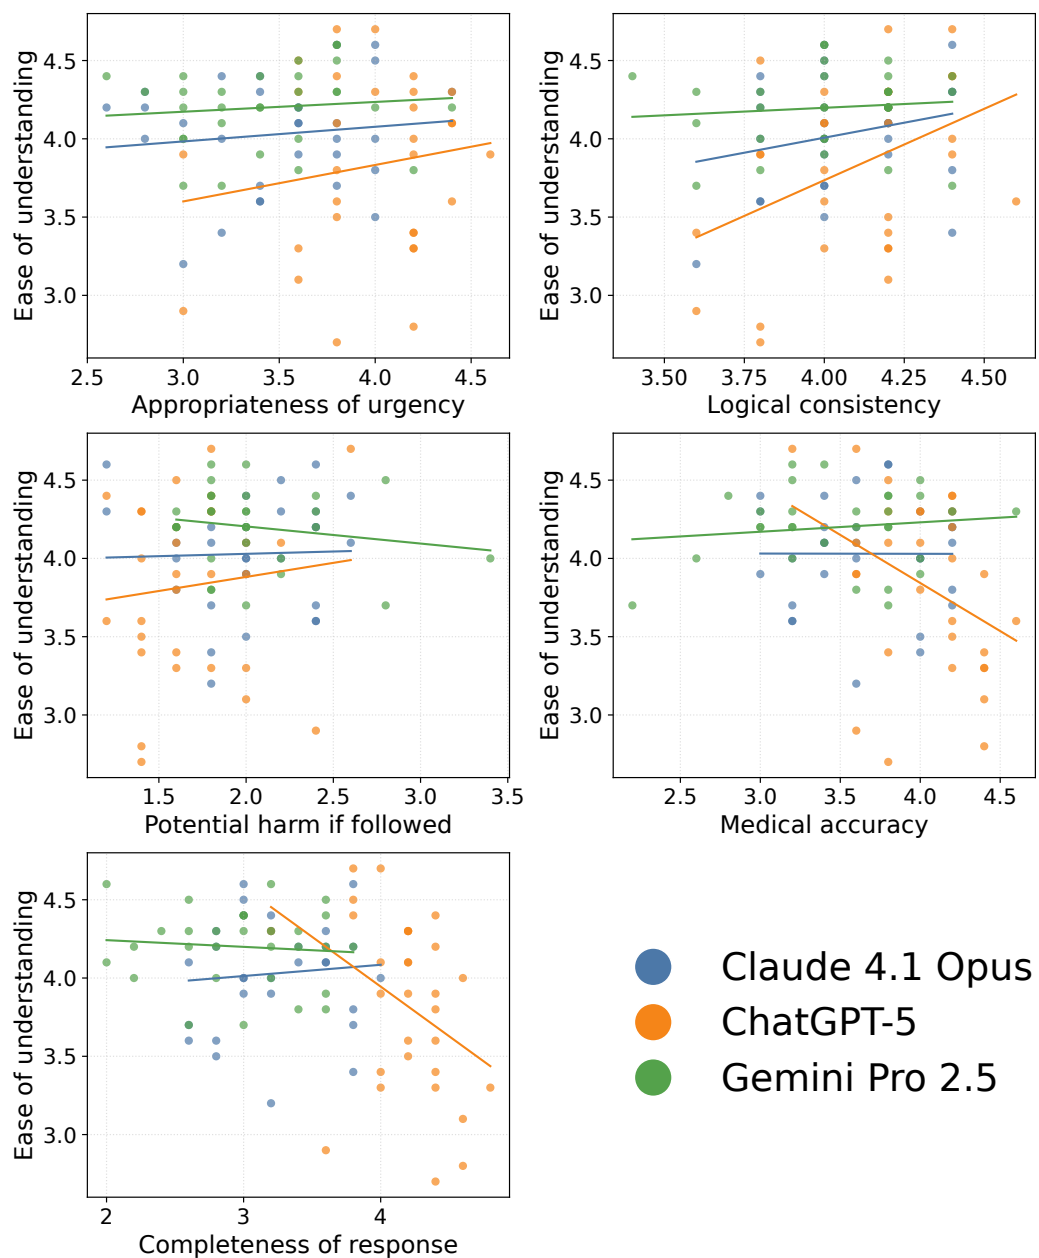 Ease of understanding
4.5
4.0
3.5
3.0
2.5 3.0 3.5 4.0 4.5
Appropriateness of urgency
Ease of understanding
4.5
4.0
3.5
3.0
3.50 3.75 4.00 4.25 4.50
Logical consistency
Ease of understanding
4.5
4.0
3.5
3.0
1.5 2.0 2.5 3.0 3.5
Potential harm if followed
Ease of understanding
4.5
4.0
3.5
3.0
2.5 3.0 3.5 4.0 4.5
Medical accuracy
Ease of understanding
4.5
4.0
3.5
3.0
2 3 4
Completeness of response
Claude 4.1 Opus
ChatGPT-5
Gemini Pro 2.5